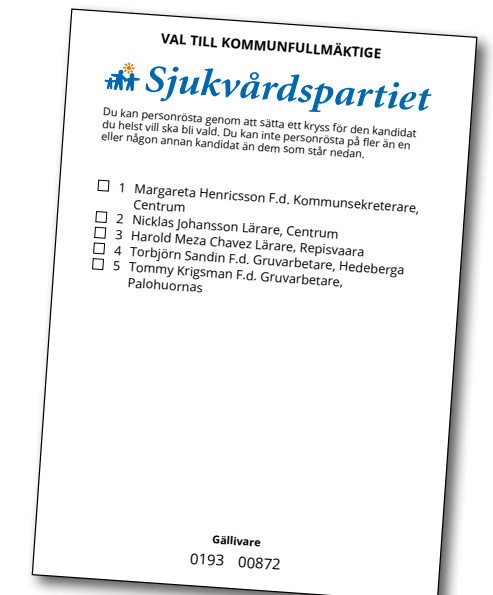 VAL TILL KOMMUNFULLMÄKTIGE
Sjukvårdspartiet
Du kan personrösta genom att sätta ett kryss för den kandidat
du helst vill ska bli vald. Du kan inte personrösta på fler än en
eller någon annan kandidat än dem som står nedan.
1 Margareta Henricsson F.d. Kommunsekreterare,
Centrum
2 Nicklas Johansson Lärare, Centrum
3 Harold Meza Chavez Lärare, Repisvaara
4 Torbjörn Sandin F.d. Gruvarbetare, Hedeberga
5 Tommy Krigsman F.d. Gruvarbetare,
Palohuornas
Gällivare
0193 00872